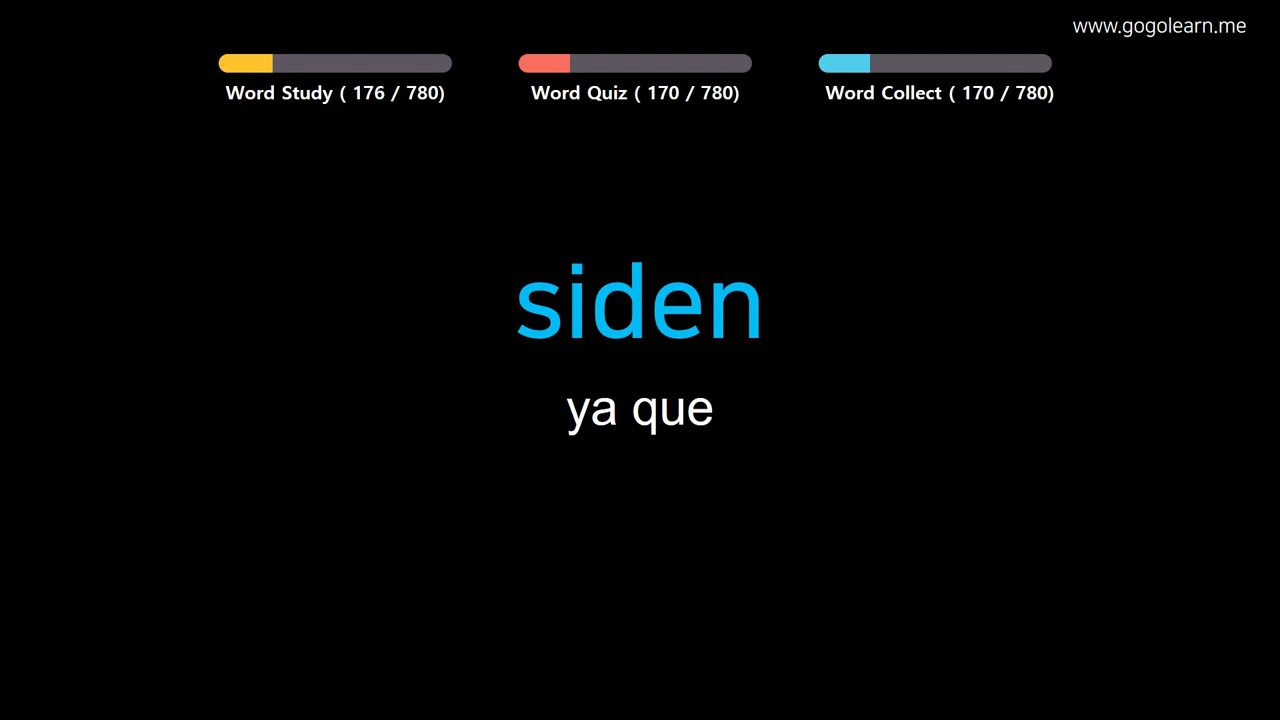 www.gogolearn.me
Word Study ( 176 / 780)
Word Quiz ( 170 / 780)
Word Collect ( 170 / 780)
siden
ya que